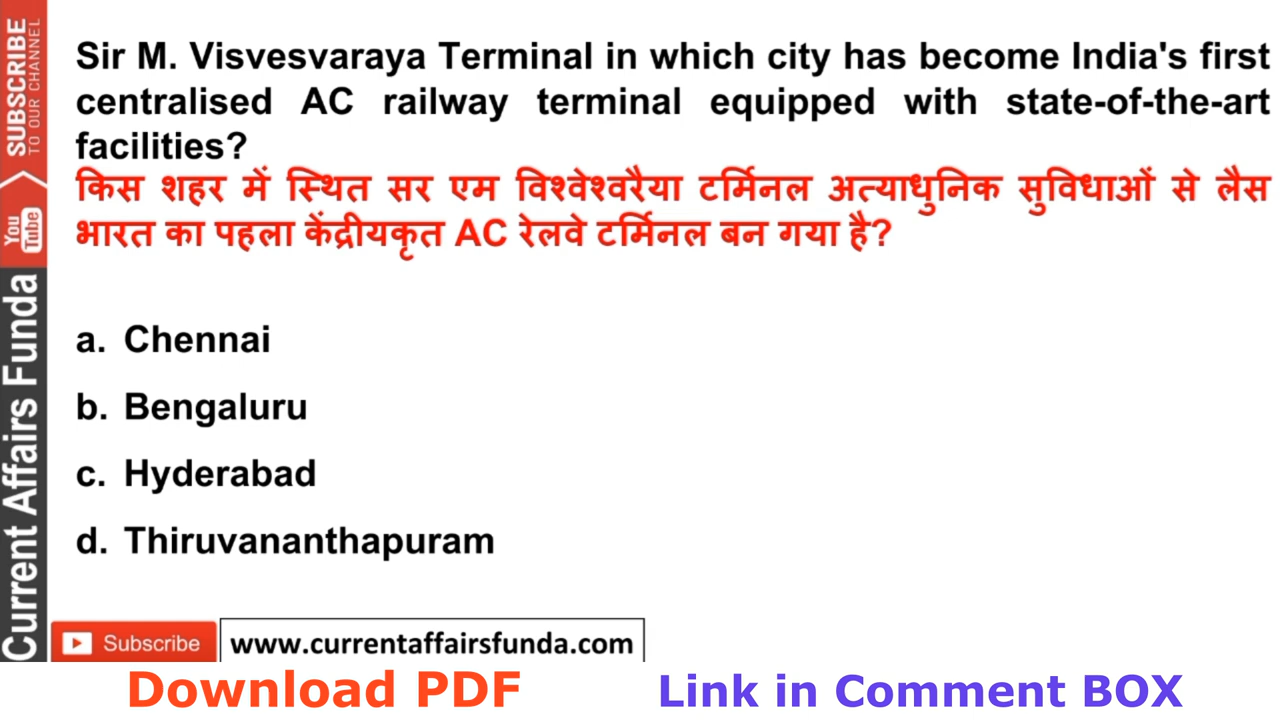 SUBSCRIBE
TO OUR CHANNEL
You
Tube
Current Affairs Funda
Sir M. Visvesvaraya Terminal in which city has become India's first
centralised AC railway terminal equipped with state-of-the-art
facilities?
किस शहर में स्थित सर एम विश्वेश्वरैया टर्मिनल अत्याधुनिक सुविधाओं से लैस
भारत का पहला केंद्रीयकृत AC रेलवे टर्मिनल बन गया है?
a. Chennai
b. Bengaluru
c. Hyderabad
d. Thiruvananthapuram
Subscribe
www.currentaffairsfunda.com
Download PDF
Link in Comment BOX